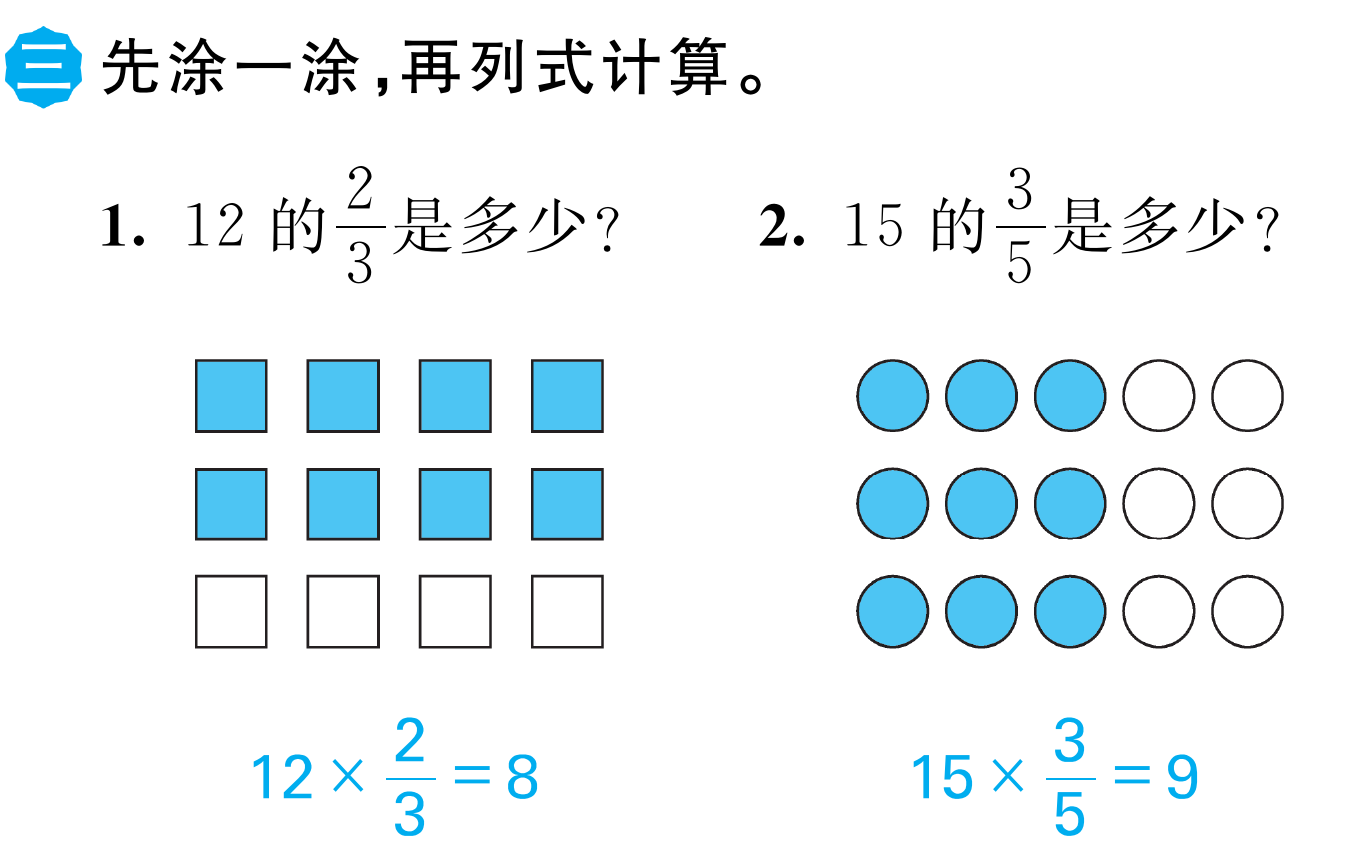 三 先涂一涂,再列式计算。
1. 12 的 2/3 是多少?
2. 15 的 3/5 是多少?
12 × 2/3 = 8
15 × 3/5 = 9